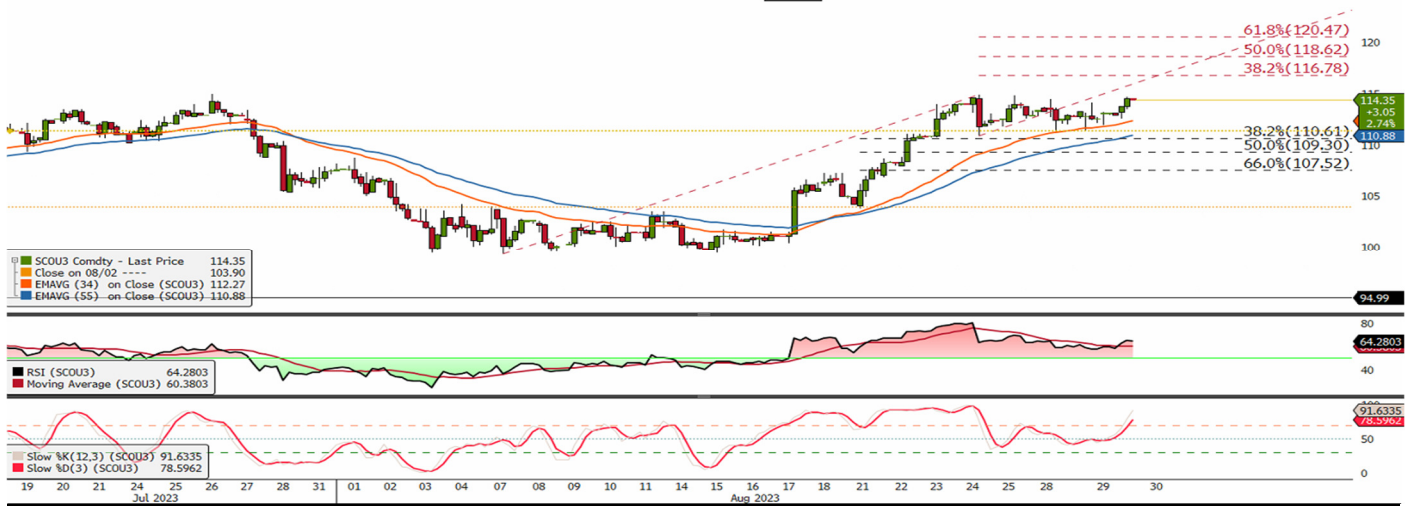 61.8%(120.47)
50.0%(118.62)
38.2%(116.78)
38.2%(110.61)
50.0%(109.30)
66.0%(107.52)
120
115
110
105
100
114.35
+3.05
2.74%
110.88
94.99
SCOU3 Comdty - Last Price 114.35
Close on 08/02 ---- 103.90
EMAVG (34) on Close (SCOU3) 112.27
EMAVG (55) on Close (SCOU3) 110.88
80
64.2803
40
RSI (SCOU3) 64.2803
Moving Average (SCOU3) 60.3803
100
91.6335
78.5962
50
0
Slow %K(12,3) (SCOU3) 91.6335
Slow %D(3) (SCOU3) 78.5962
19 20 21 24 25 26 27 28 31 01 02 03 04 07 08 09 10 11 14 15 16 17 18 21 22 23 24 25 28 29 30
Jul 2023 Aug 2023